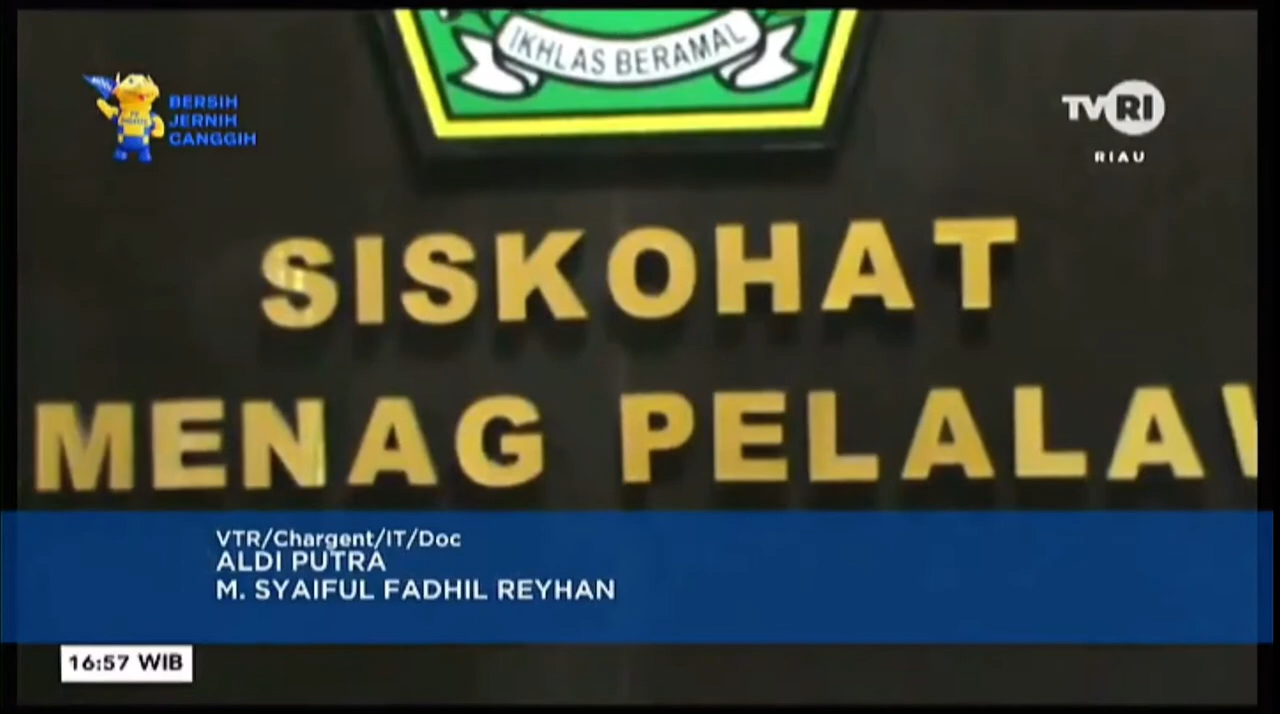 IKHLAS BERAMAL
BERSIH
JERNIH
CANGGIH
TVRI
RIAU
SISKOHAT
MENAG PELALAW
VTR/Chargent/IT/Doc
ALDI PUTRA
M. SYAIFUL FADHIL REYHAN
16:57 WIB